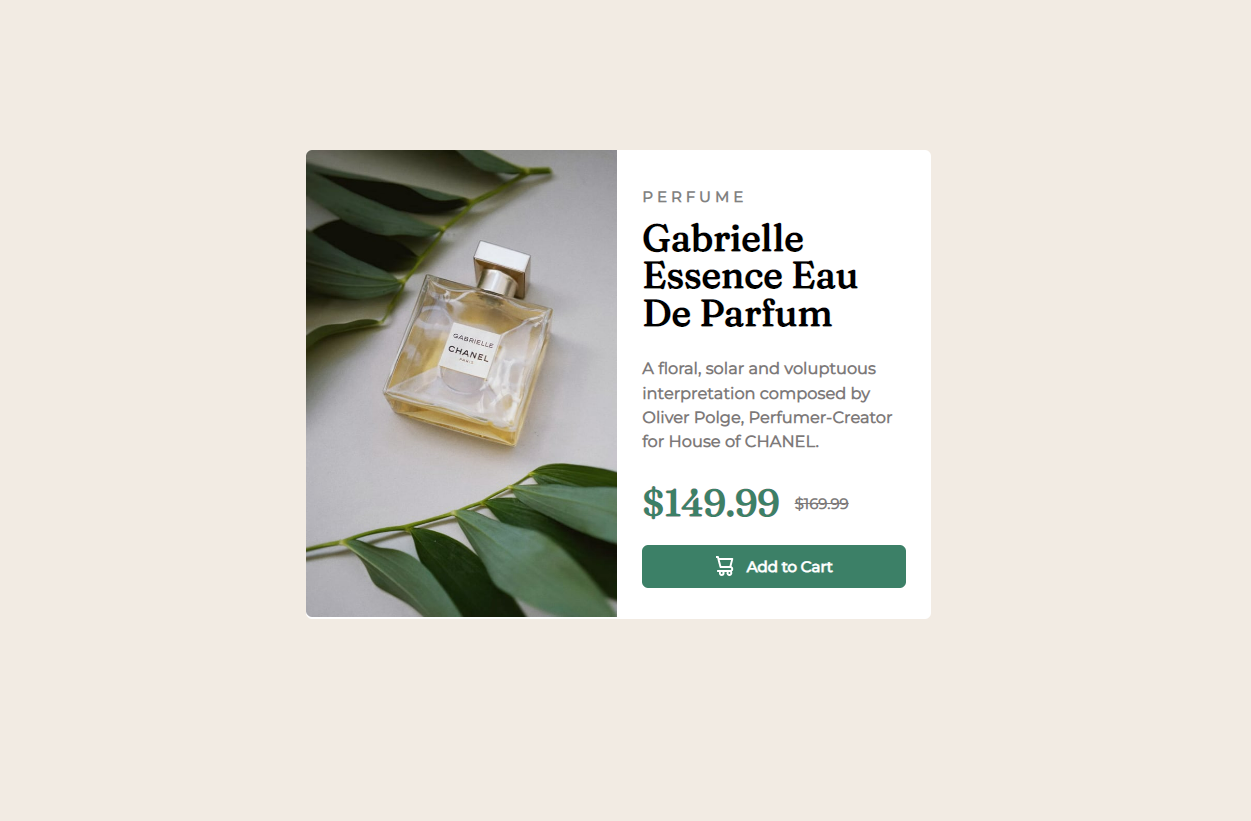 GABRIELLE
CHANEL
PARIS
PERFUME
Gabrielle
Essence Eau
De Parfum
A floral, solar and voluptuous
interpretation composed by
Oliver Polge, Perfumer-Creator
for House of CHANEL.
$149.99 $169.99
Add to Cart